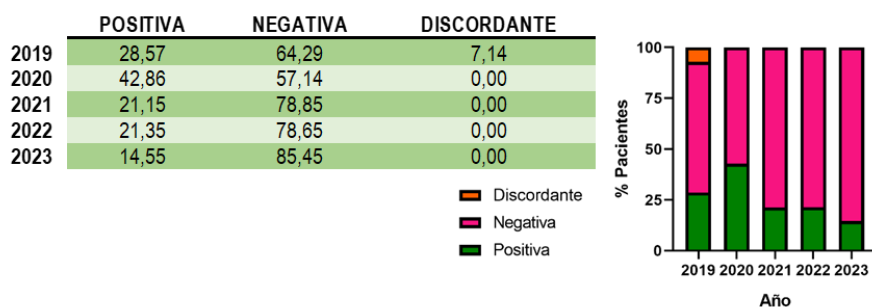 POSITIVA NEGATIVA DISCORDANTE
2019 28,57 64,29 7,14
2020 42,86 57,14 0,00
2021 21,15 78,85 0,00
2022 21,35 78,65 0,00
2023 14,55 85,45 0,00
Discordante
Negativa
Positiva
% Pacientes
100
75
50
25
0
2019 2020 2021 2022 2023
Año